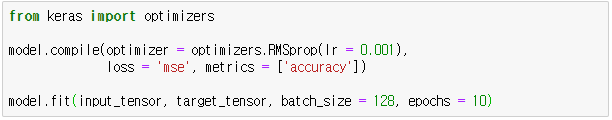 from keras import optimizers
model.compile(optimizer = optimizers.RMSprop(lr = 0.001),
loss = 'mse', metrics = ['accuracy'])
model.fit(input_tensor, target_tensor, batch_size = 128, epochs = 10)